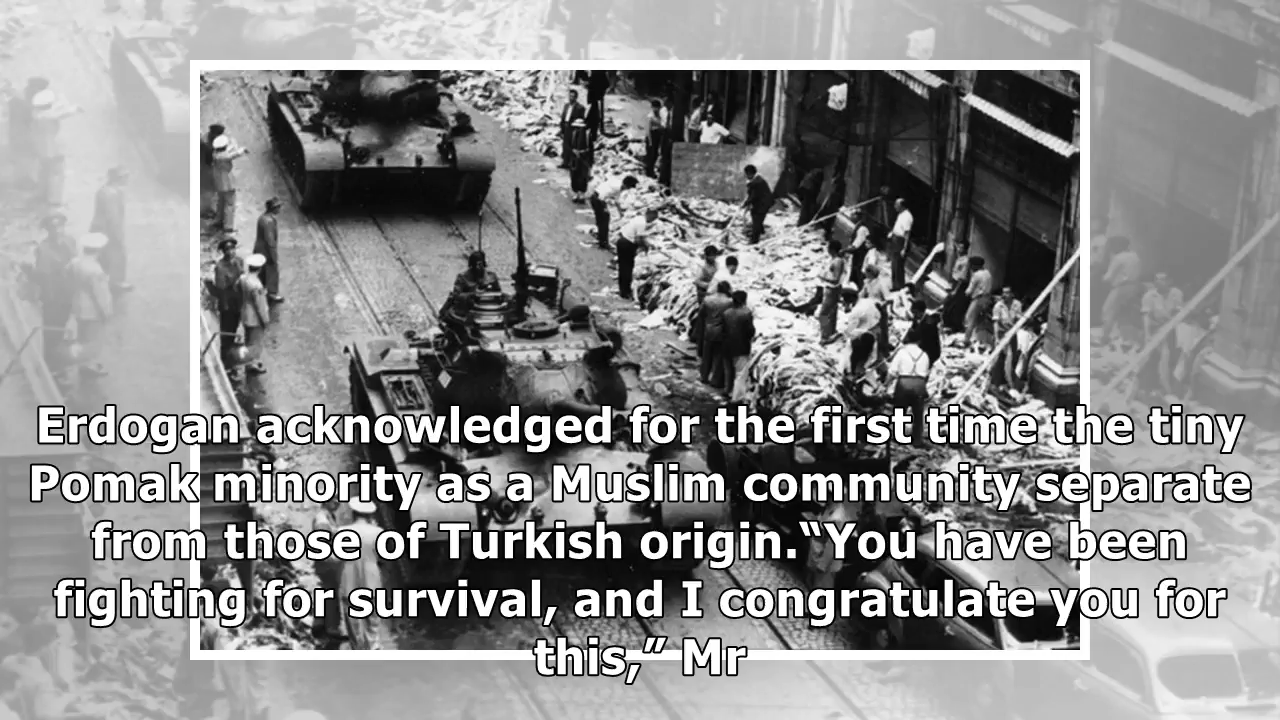 Erdogan acknowledged for the first time the tiny
Pomak minority as a Muslim community separate
from those of Turkish origin.“You have been
fighting for survival, and I congratulate you for
this,” Mr